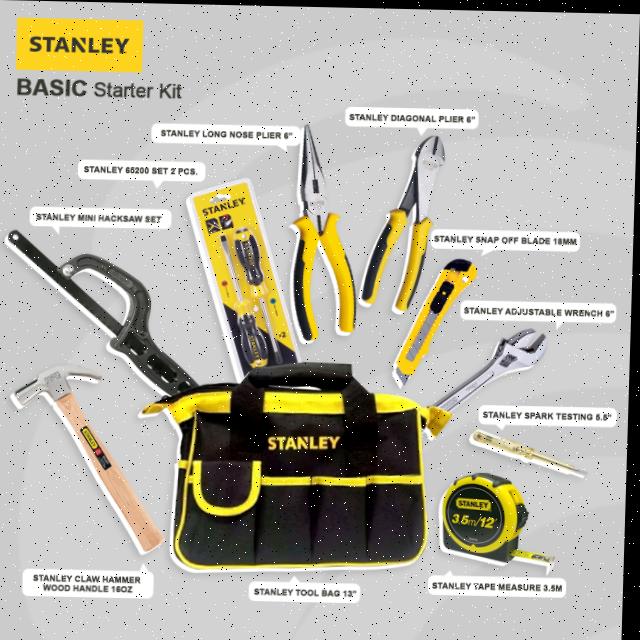 STANLEY
BASIC Starter Kit
STANLEY DIAGONAL PLIER 6"
STANLEY LONG NOSE PLIER 6"
STANLEY 65200 SET 2 PCS.
STANLEY MINI HACKSAW SET
STANLEY
STANLEY SNAP OFF BLADE 18MM
STANLEY ADJUSTABLE WRENCH 6"
×2
STANLEY SPARK TESTING 5.5"
STANLEY
STANLEY
3.5m/12'
STANLEY CLAW HAMMER
WOOD HANDLE 16OZ
STANLEY TOOL BAG 13"
STANLEY TAPE MEASURE 3.5M